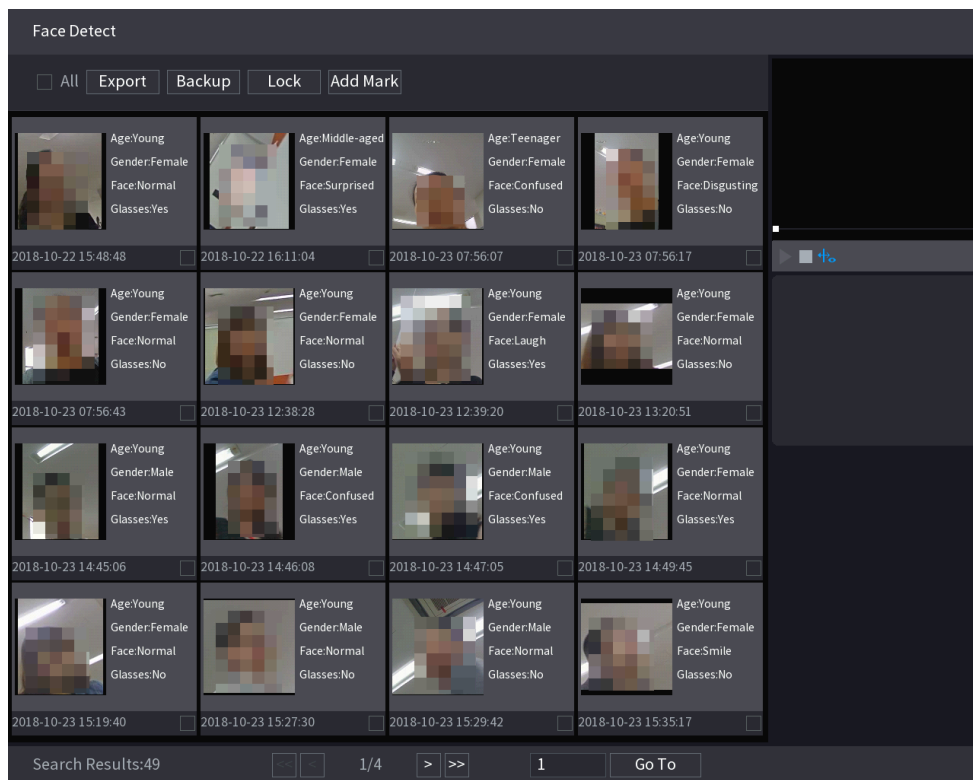 Face Detect
All Export Backup Lock Add Mark
Age:Young
Gender:Female
Face:Normal
Glasses:Yes
2018-10-22 15:48:48
Age:Middle-aged
Gender:Female
Face:Surprised
Glasses:Yes
2018-10-22 16:11:04
Age:Teenager
Gender:Female
Face:Confused
Glasses:No
2018-10-23 07:56:07
Age:Young
Gender:Female
Face:Disgusting
Glasses:No
2018-10-23 07:56:17
Age:Young
Gender:Female
Face:Normal
Glasses:No
2018-10-23 07:56:43
Age:Young
Gender:Female
Face:Normal
Glasses:No
2018-10-23 12:38:28
Age:Young
Gender:Female
Face:Laugh
Glasses:Yes
2018-10-23 12:39:20
Age:Young
Gender:Female
Face:Normal
Glasses:No
2018-10-23 13:20:51
Age:Young
Gender:Male
Face:Normal
Glasses:Yes
2018-10-23 14:45:06
Age:Young
Gender:Male
Face:Confused
Glasses:Yes
2018-10-23 14:46:08
Age:Young
Gender:Male
Face:Confused
Glasses:Yes
2018-10-23 14:47:05
Age:Young
Gender:Female
Face:Normal
Glasses:Yes
2018-10-23 14:49:45
Age:Young
Gender:Female
Face:Normal
Glasses:No
2018-10-23 15:19:40
Age:Young
Gender:Male
Face:Normal
Glasses:No
2018-10-23 15:27:30
Age:Young
Gender:Male
Face:Normal
Glasses:No
2018-10-23 15:29:42
Age:Young
Gender:Female
Face:Smile
Glasses:No
2018-10-23 15:35:17
Search Results:49 << < 1/4 > >> 1 Go To